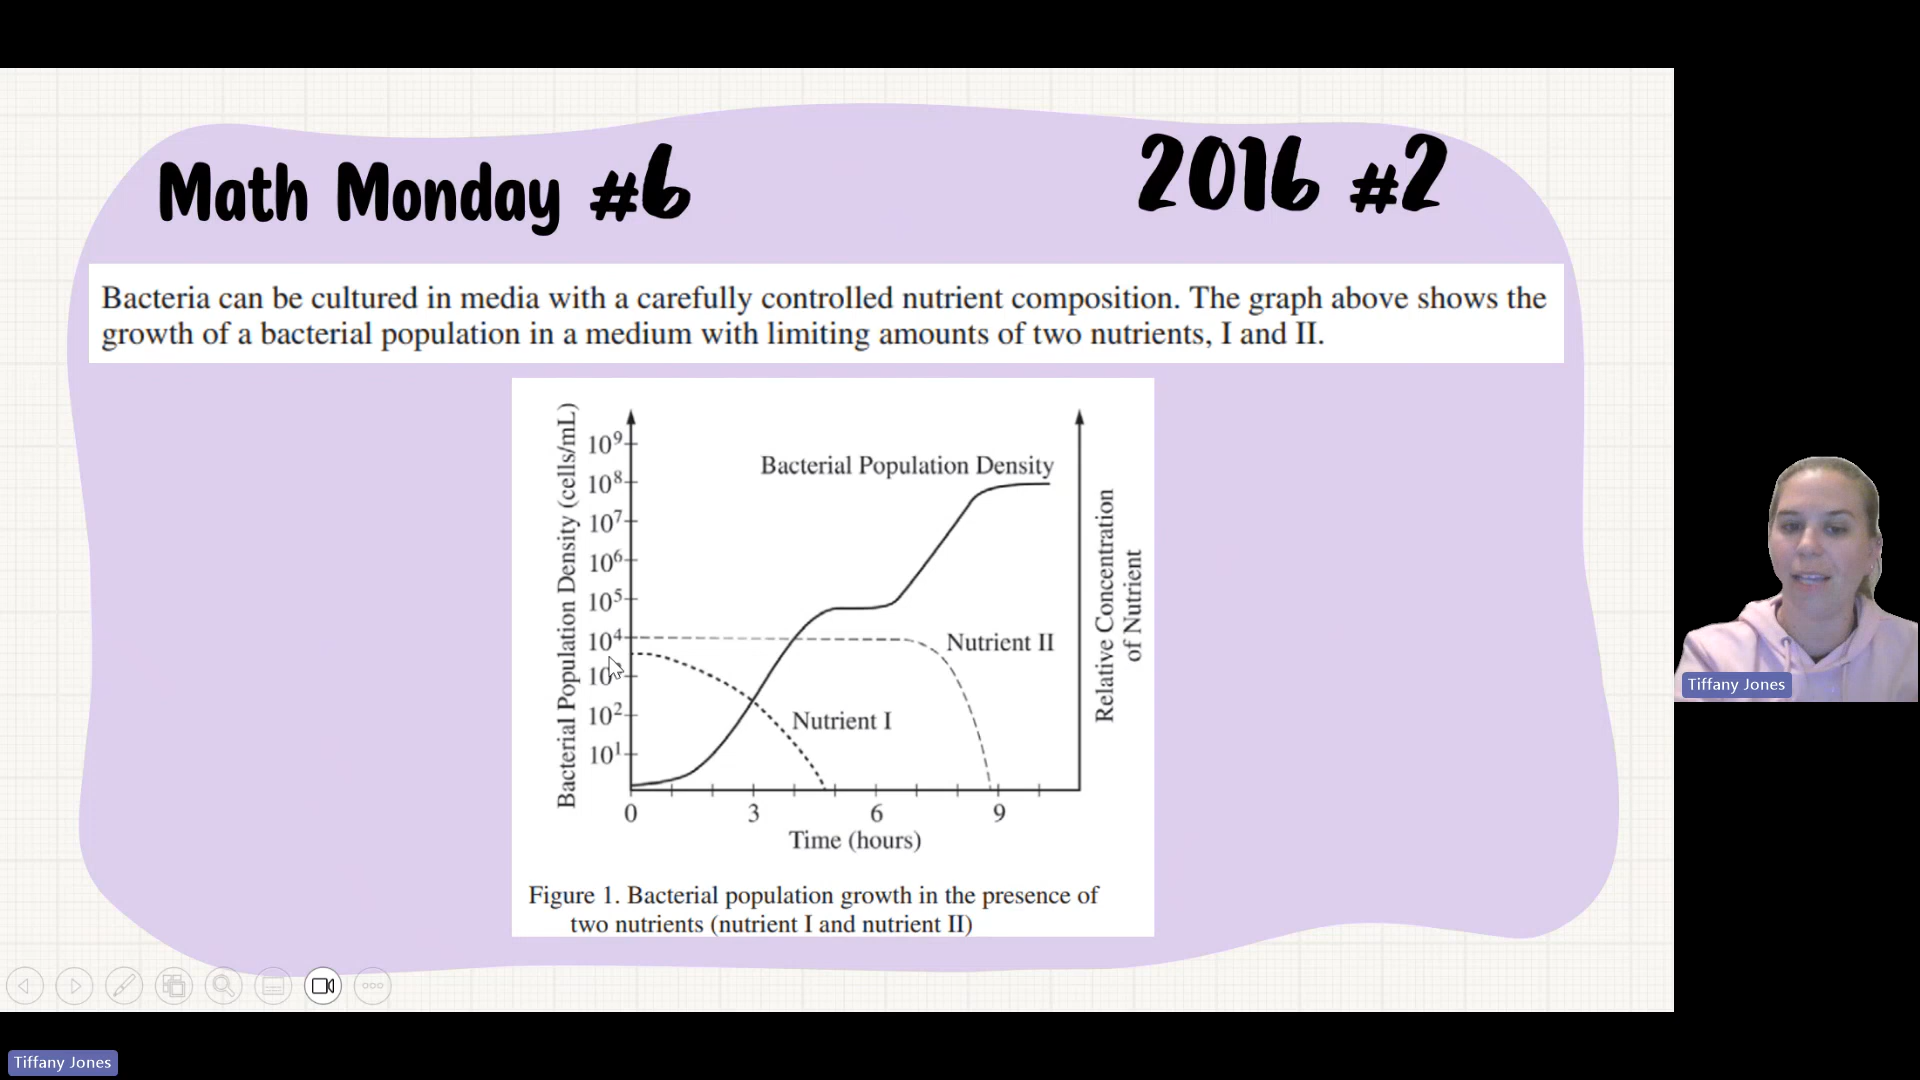 Math Monday #6
2016 #2
Bacteria can be cultured in media with a carefully controlled nutrient composition. The graph above shows the
growth of a bacterial population in a medium with limiting amounts of two nutrients, I and II.
Bacterial Population Density (cells/mL)
10⁹
10⁸
10⁷
10⁶
10⁵
10⁴
10
10²
10¹
Bacterial Population Density
Nutrient II
Nutrient I
Relative Concentration
of Nutrient
0 3 6 9
Time (hours)
Figure 1. Bacterial population growth in the presence of
two nutrients (nutrient I and nutrient II)
Tiffany Jones
Tiffany Jones